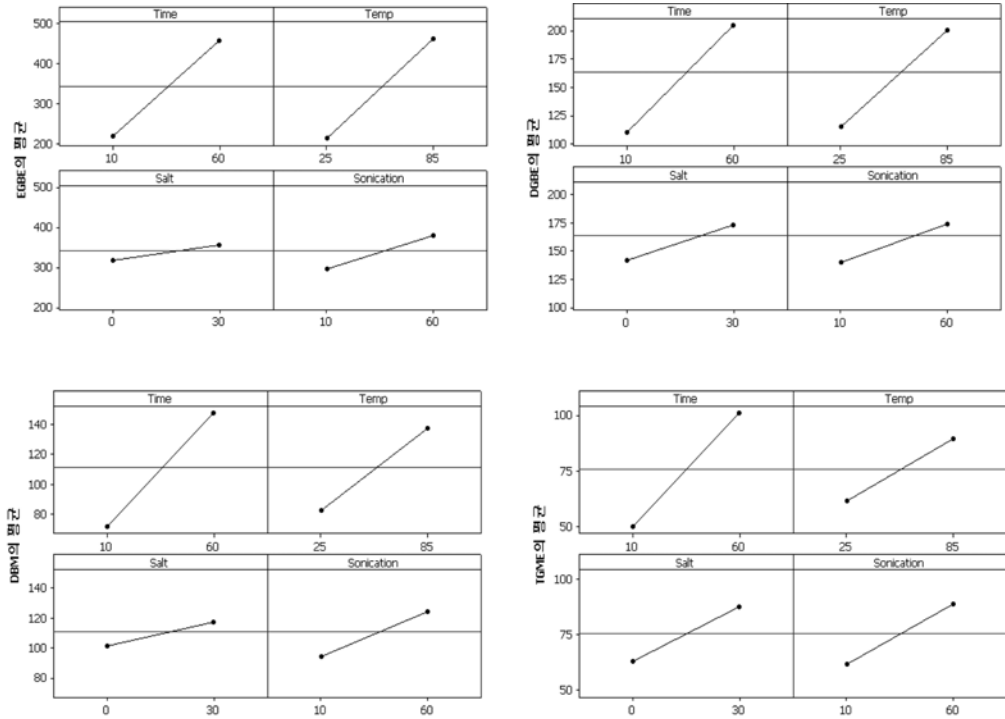 Time Temp
500
400
300
200
10 60 25 85
Salt Sonication
500
400
300
200
0 30 10 60
EGBE의 평균
Time Temp
200
175
150
125
100
10 60 25 85
Salt Sonication
200
175
150
125
100
0 30 10 60
DGBE의 평균
Time Temp
140
120
100
80
10 60 25 85
Salt Sonication
140
120
100
80
0 30 10 60
DBM의 평균
Time Temp
100
75
50
10 60 25 85
Salt Sonication
100
75
50
0 30 10 60
TGME의 평균